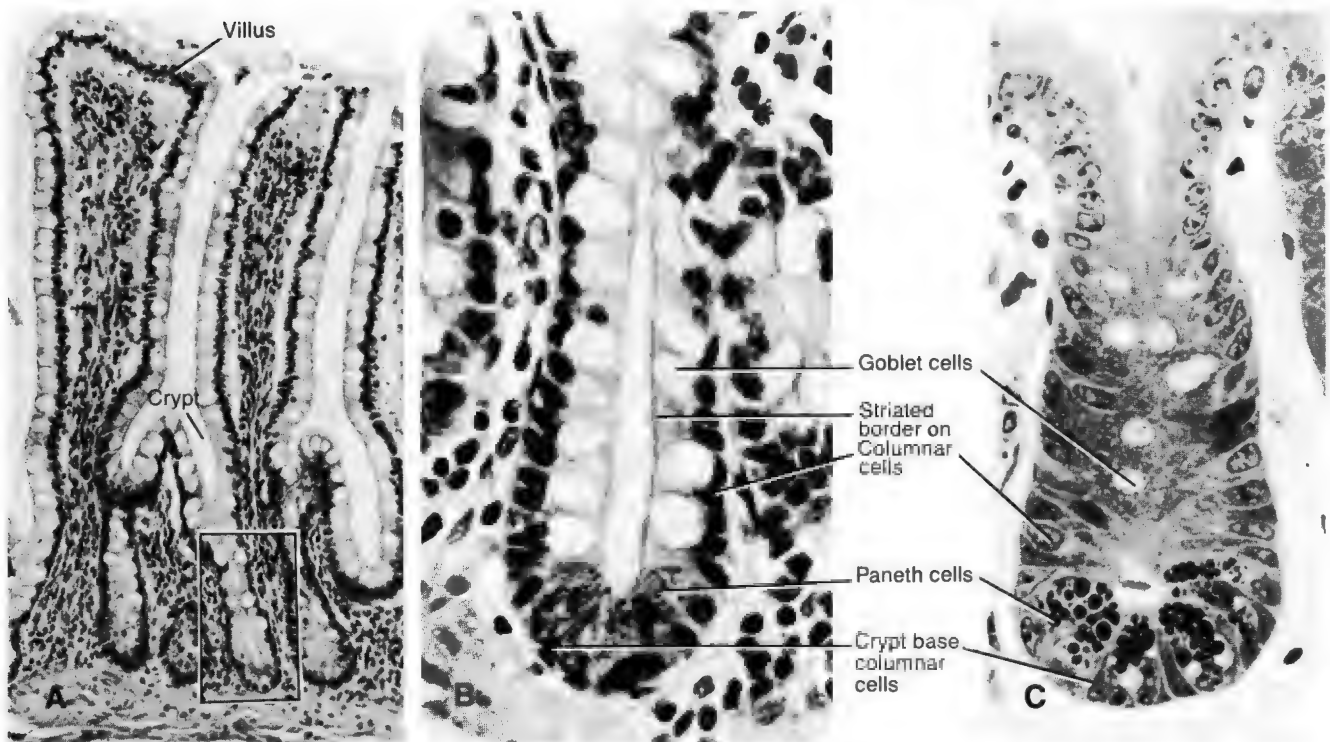 Villus
Crypt
Goblet cells
Striated
border on
Columnar
cells
Paneth cells
Crypt base
columnar
cells
A
B
C